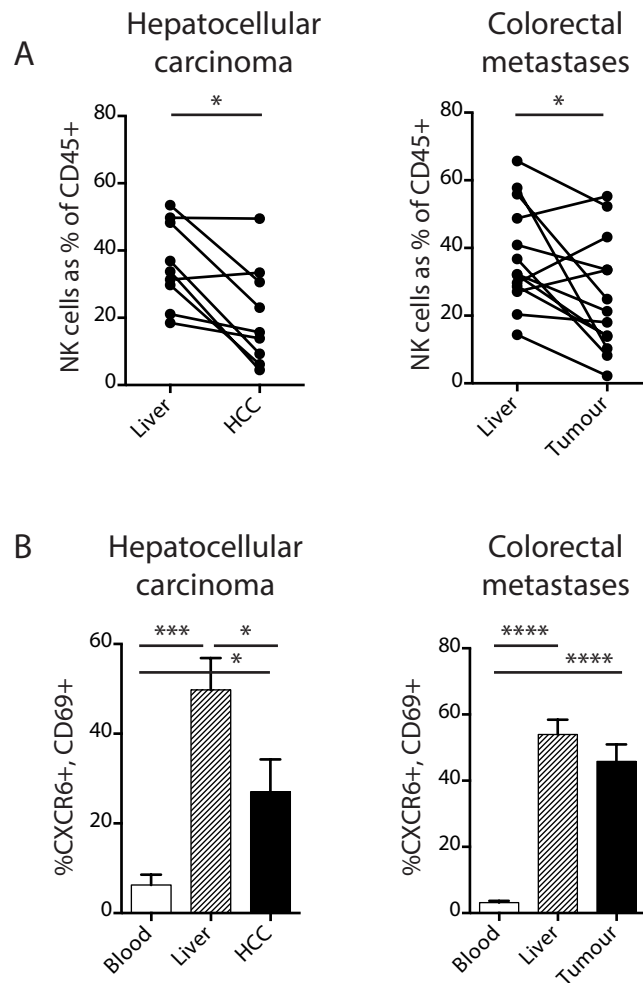 A
Hepatocellular
carcinoma
*
NK cells as % of CD45+
80
60
40
20
0
Liver
HCC
Colorectal
metastases
*
NK cells as % of CD45+
80
60
40
20
0
Liver
Tumour
B
Hepatocellular
carcinoma
***
*
*
%CXCR6+, CD69+
60
40
20
0
Blood
Liver
HCC
Colorectal
metastases
****
****
%CXCR6+, CD69+
80
60
40
20
0
Blood
Liver
Tumour